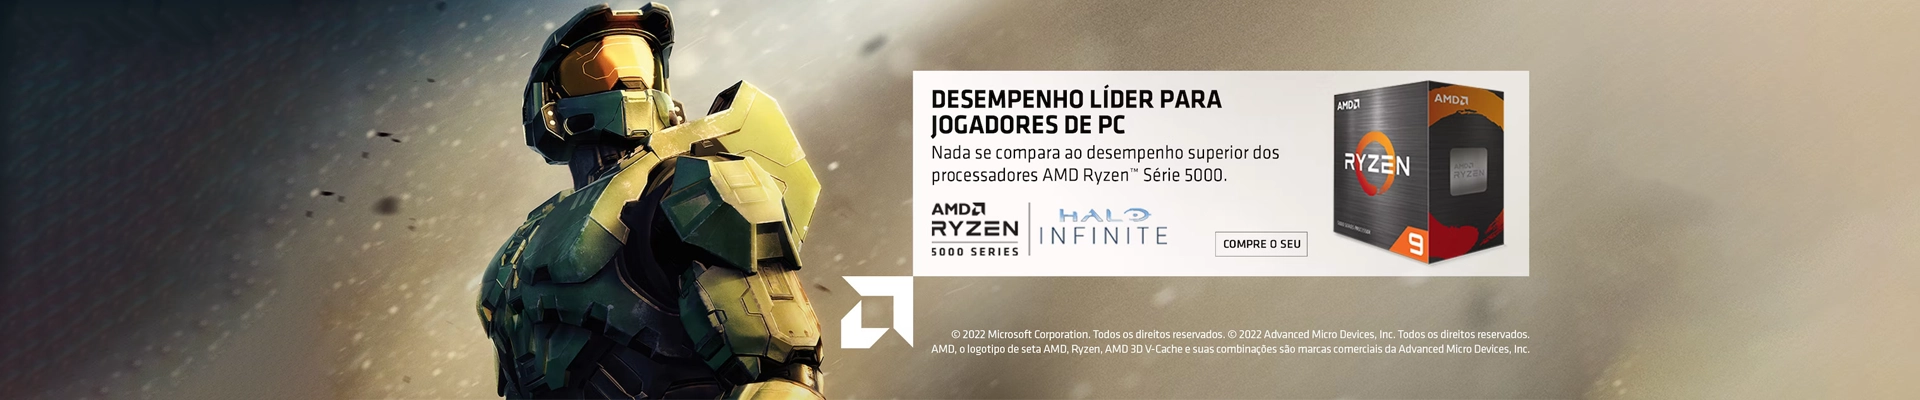 DESEMPENHO LÍDER PARA
JOGADORES DE PC
Nada se compara ao desempenho superior dos
processadores AMD Ryzen™ Série 5000.
AMD
RYZEN
5000 SERIES
HALO
INFINITE
COMPRE O SEU
AMD
RYZEN
9
AMD
AMD
RYZEN
© 2022 Microsoft Corporation. Todos os direitos reservados. © 2022 Advanced Micro Devices, Inc. Todos os direitos reservados.
AMD, o logotipo de seta AMD, Ryzen, AMD 3D V-Cache e suas combinações são marcas comerciais da Advanced Micro Devices, Inc.